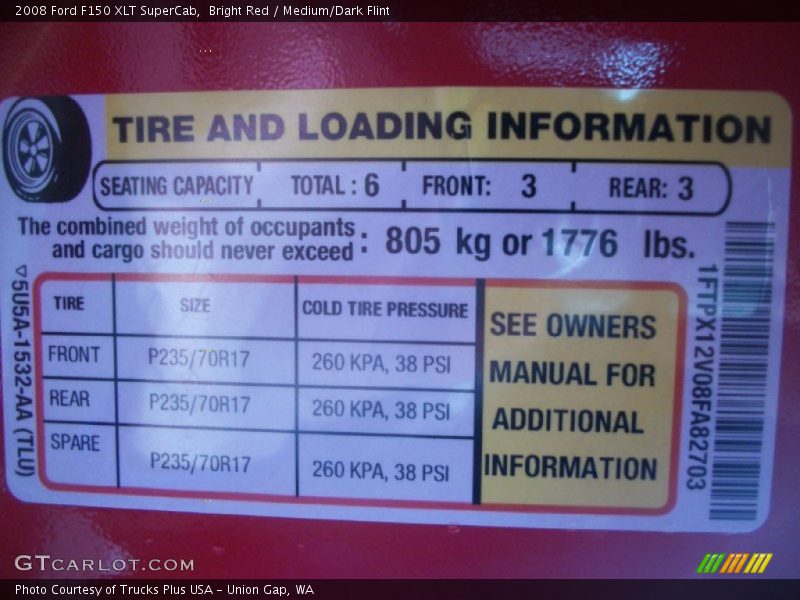 2008 Ford F150 XLT SuperCab,  Bright Red / Medium/Dark Flint
TIRE AND LOADING INFORMATION
SEATING CAPACITY TOTAL : 6 FRONT: 3 REAR: 3
The combined weight of occupants
and cargo should never exceed : 805 kg or 1776 lbs.
TIRE SIZE COLD TIRE PRESSURE
FRONT P235/70R17 260 KPA, 38 PSI
REAR P235/70R17 260 KPA, 38 PSI
SPARE P235/70R17 260 KPA, 38 PSI
SEE OWNERS
MANUAL FOR
ADDITIONAL
INFORMATION
▽5U5A-1532-AA (TLU)
1FTPX12V08FA82703
GTCARLOT.COM
Photo Courtesy of Trucks Plus USA - Union Gap, WA